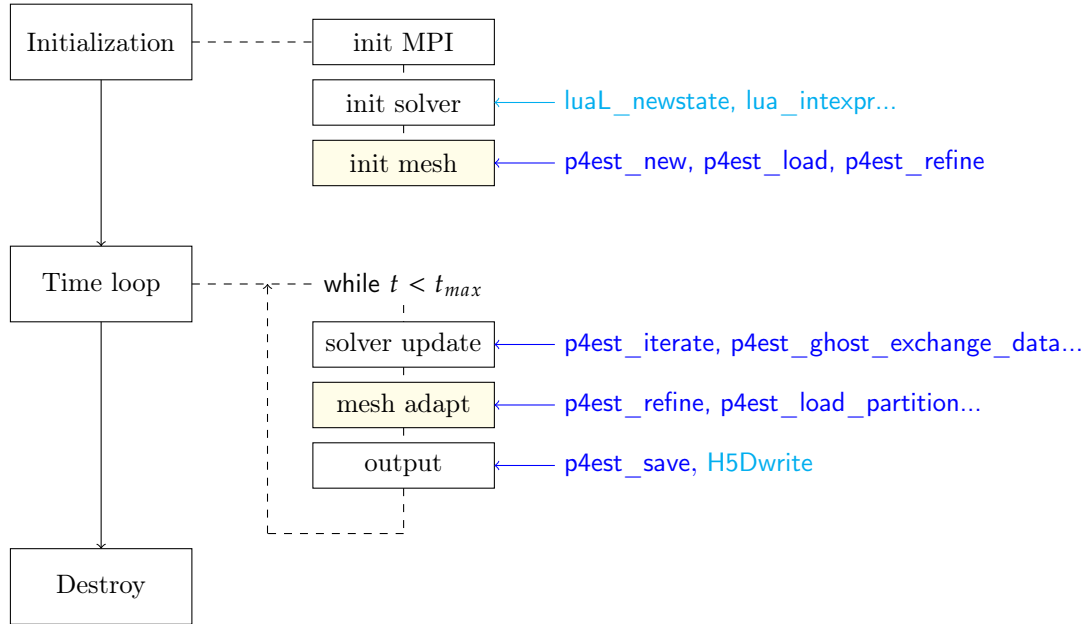 Initialization
init MPI
init solver
luaL_newstate, lua_intexpr...
init mesh
p4est_new, p4est_load, p4est_refine
Time loop
while t < t_max
solver update
p4est_iterate, p4est_ghost_exchange_data...
mesh adapt
p4est_refine, p4est_load_partition...
output
p4est_save, H5Dwrite
Destroy